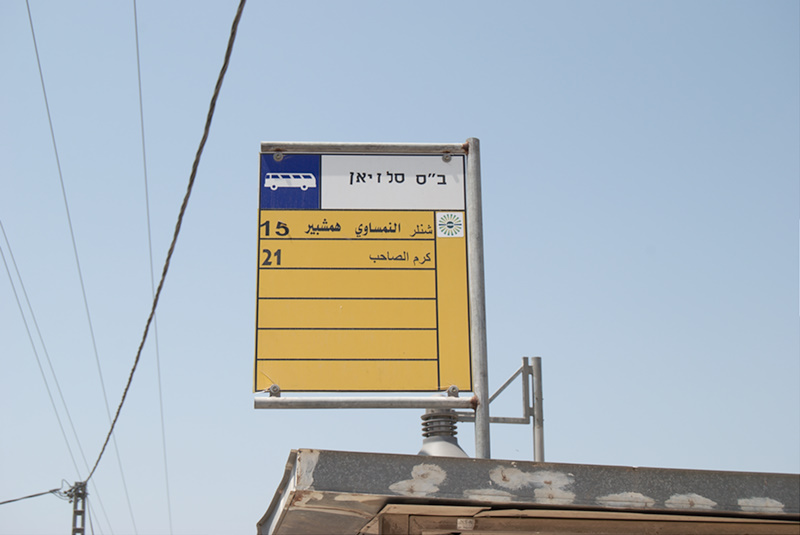 ב"ס סלזיאן
15 شنلر النمساوي همشبير
21 كرم الصاحب